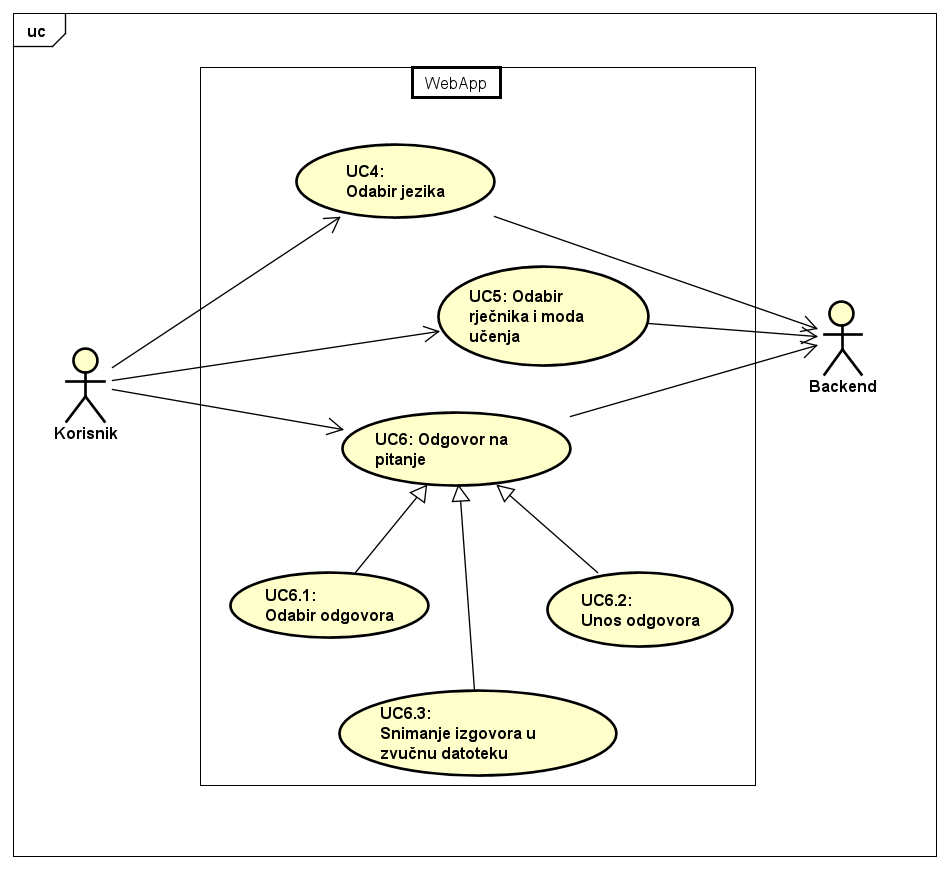 uc
WebApp
UC4:
Odabir jezika
UC5: Odabir
rječnika i moda
učenja
Backend
Korisnik
UC6: Odgovor na
pitanje
UC6.1:
Odabir odgovora
UC6.2:
Unos odgovora
UC6.3:
Snimanje izgovora u
zvučnu datoteku